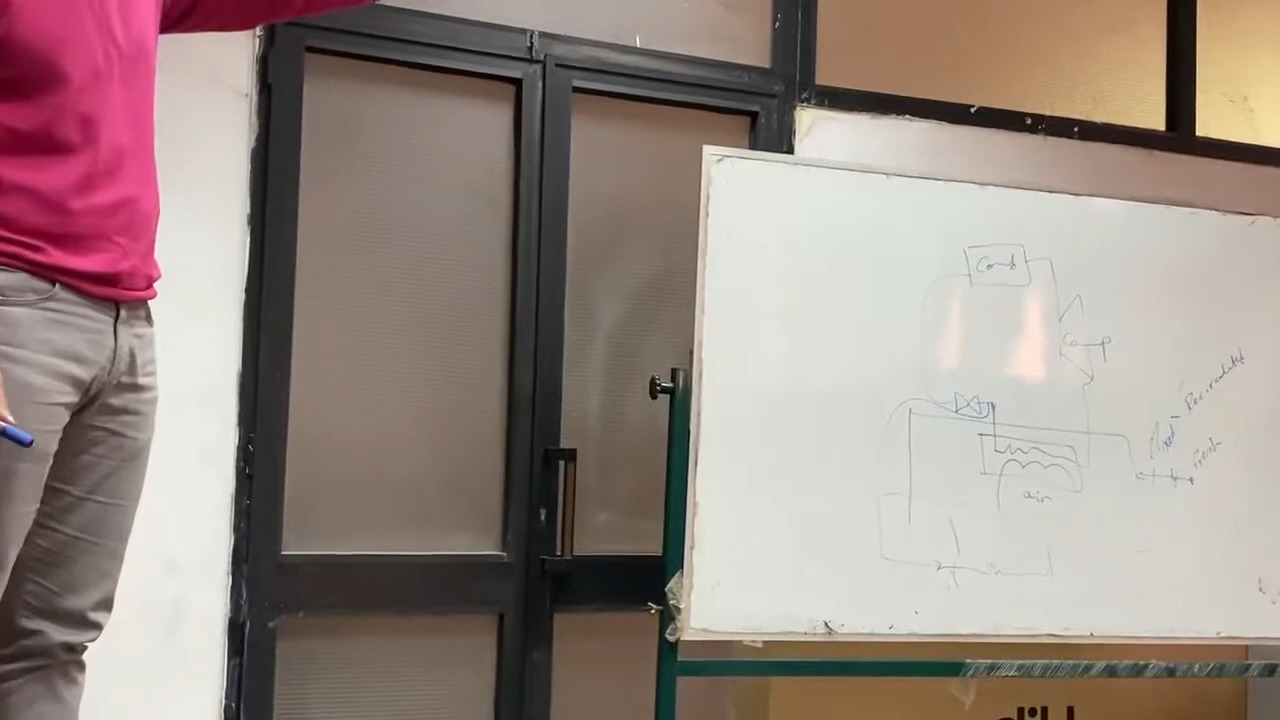 Cond
Comp
Mixed
Recirculated
fresh
air